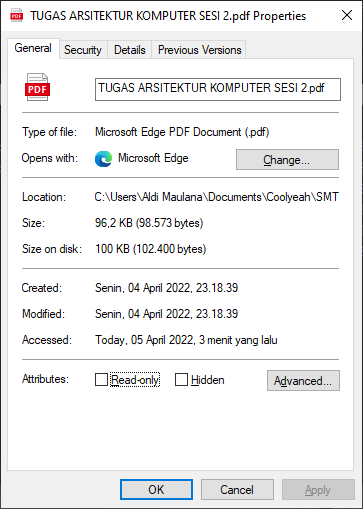 TUGAS ARSITEKTUR KOMPUTER SESI 2.pdf Properties
General Security Details Previous Versions
PDF
TUGAS ARSITEKTUR KOMPUTER SESI 2.pdf
Type of file: Microsoft Edge PDF Document (.pdf)
Opens with: Microsoft Edge Change...
Location: C:\Users\Aldi Maulana\Documents\Coolyeah\SMT
Size: 96,2 KB (98.573 bytes)
Size on disk: 100 KB (102.400 bytes)
Created: Senin, 04 April 2022, 23.18.39
Modified: Senin, 04 April 2022, 23.18.39
Accessed: Today, 05 April 2022, 3 menit yang lalu
Attributes: Read-only Hidden Advanced...
OK Cancel Apply